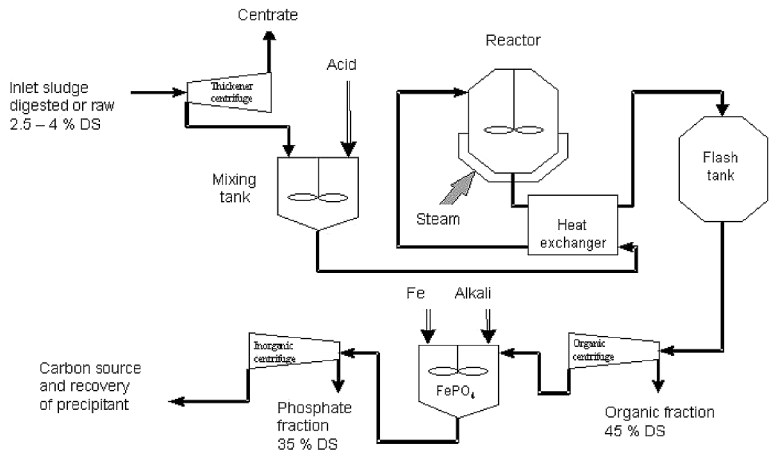 Centrate
Reactor
Acid
Inlet sludge
digested or raw
2.5 – 4 % DS
Thickener
centrifuge
Mixing
tank
Steam
Heat
exchanger
Flash
tank
Fe
Alkali
Inorganic
centrifuge
FePO4
Organic
centrifuge
Carbon source
and recovery
of precipitant
Phosphate
fraction
35 % DS
Organic fraction
45 % DS